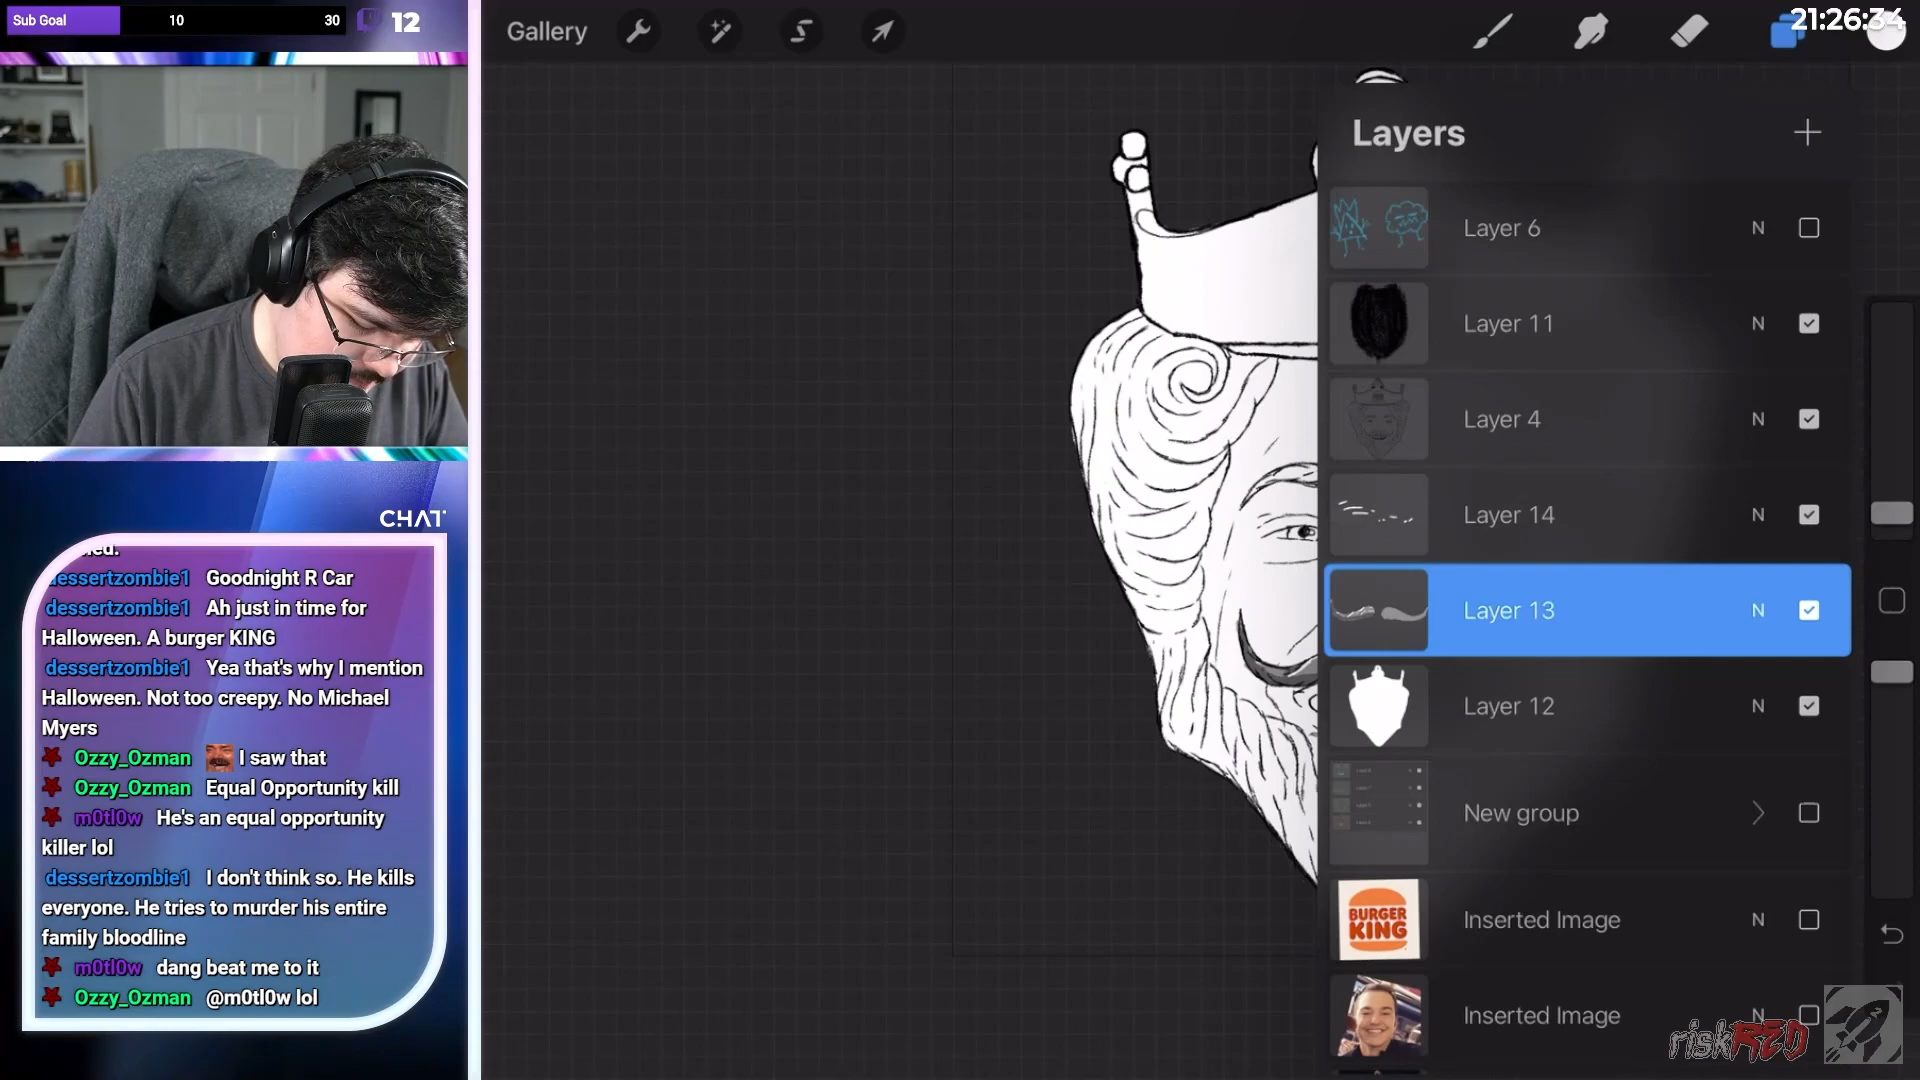 Sub Goal
10
30
12
Gallery
21:26:34
Layers
Layer 6
N
Layer 11
N
Layer 4
N
Layer 14
N
Layer 13
N
Layer 12
N
New group
BURGER
KING
Inserted Image
N
Inserted Image
N
riskRED
CHAT
dessertzombie1 Goodnight R Car
dessertzombie1 Ah just in time for
Halloween. A burger KING
dessertzombie1 Yea that's why I mention
Halloween. Not too creepy. No Michael
Myers
Ozzy_Ozman I saw that
Ozzy_Ozman Equal Opportunity kill
m0tl0w He's an equal opportunity
killer lol
dessertzombie1 I don't think so. He kills
everyone. He tries to murder his entire
family bloodline
m0tl0w dang beat me to it
Ozzy_Ozman @m0tl0w lol